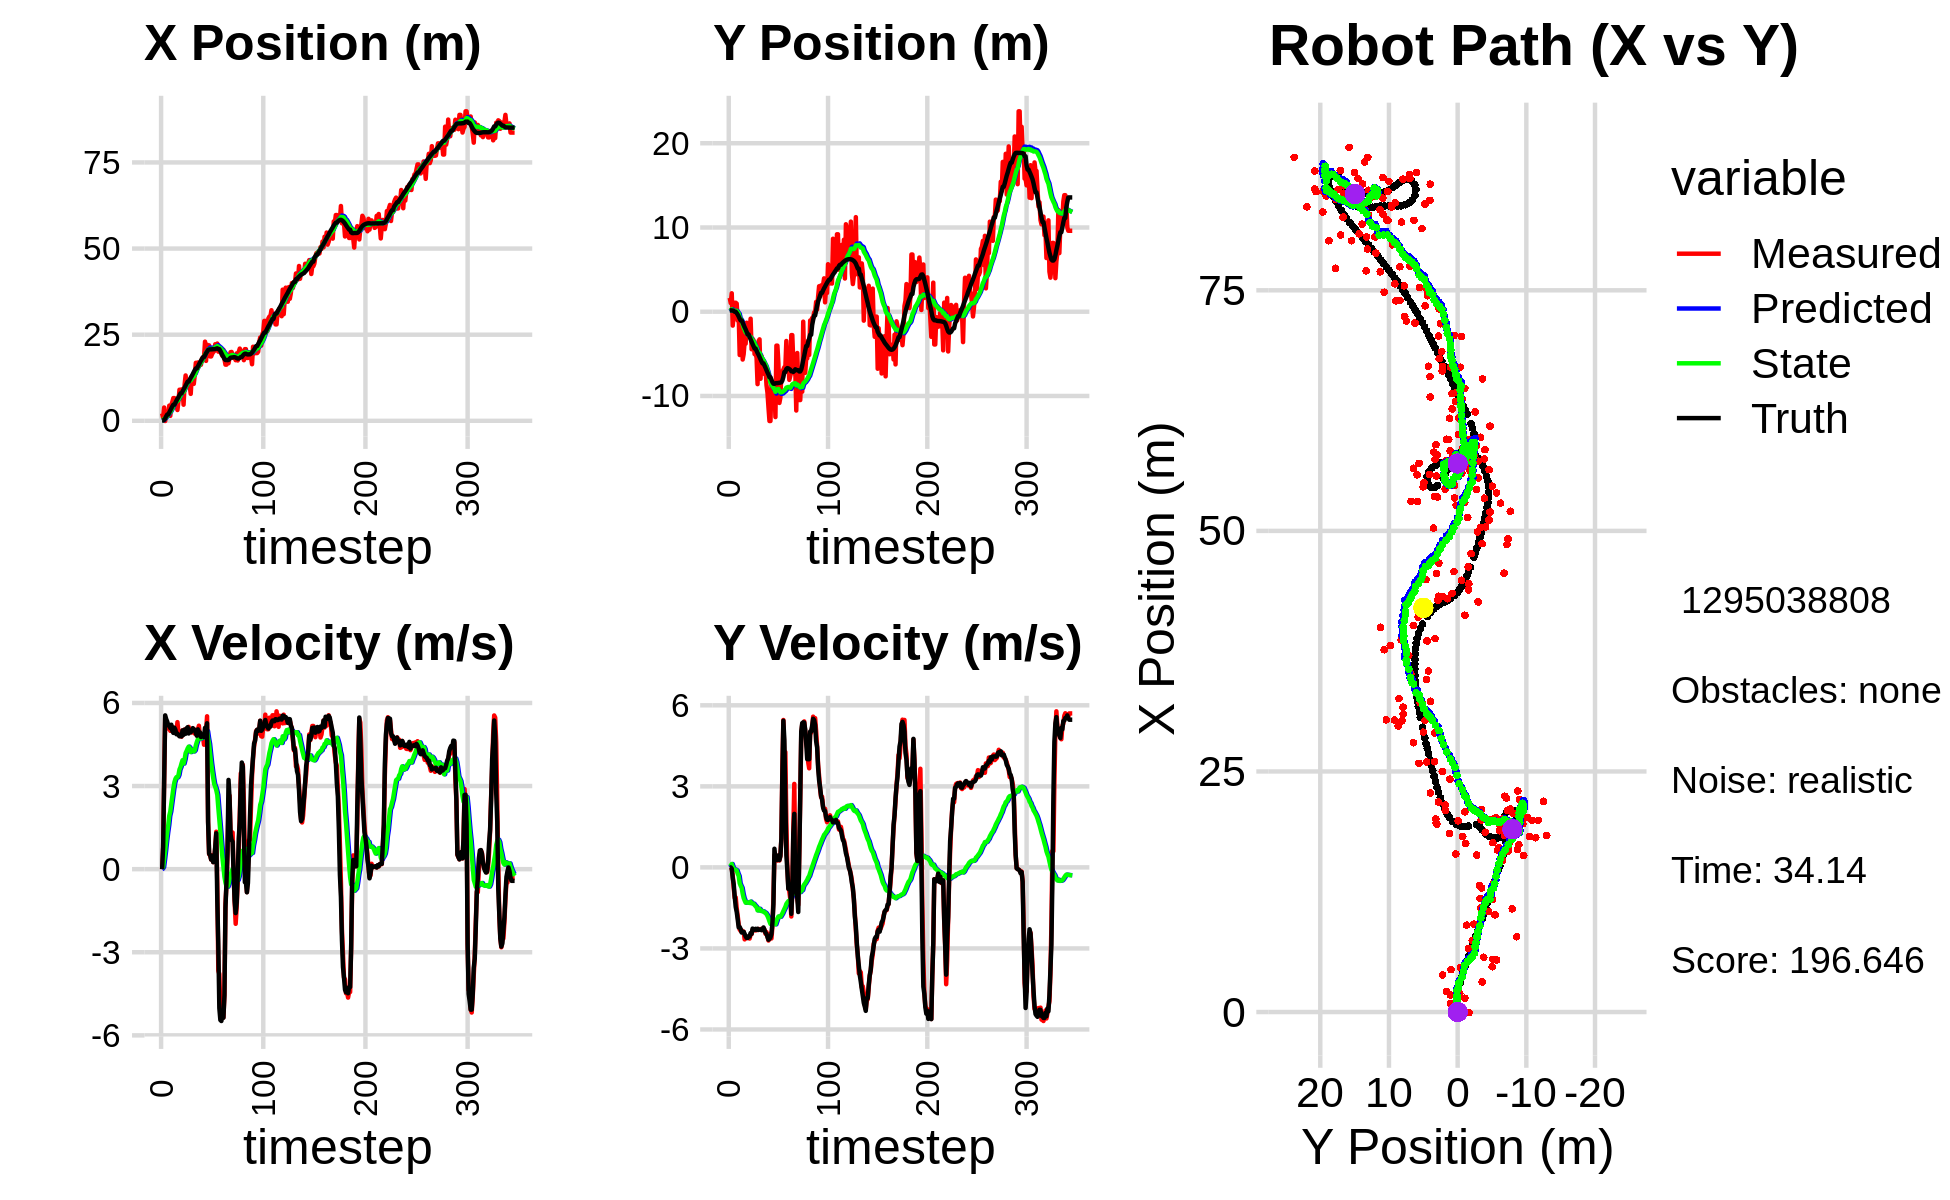 X Position (m)
75
50
25
0
0
100
200
300
timestep
Y Position (m)
20
10
0
-10
0
100
200
300
timestep
X Velocity (m/s)
6
3
0
-3
-6
0
100
200
300
timestep
Y Velocity (m/s)
6
3
0
-3
-6
0
100
200
300
timestep
Robot Path (X vs Y)
X Position (m)
75
50
25
0
20 10 0 -10 -20
Y Position (m)
variable
Measured
Predicted
State
Truth
1295038808
Obstacles: none
Noise: realistic
Time: 34.14
Score: 196.646